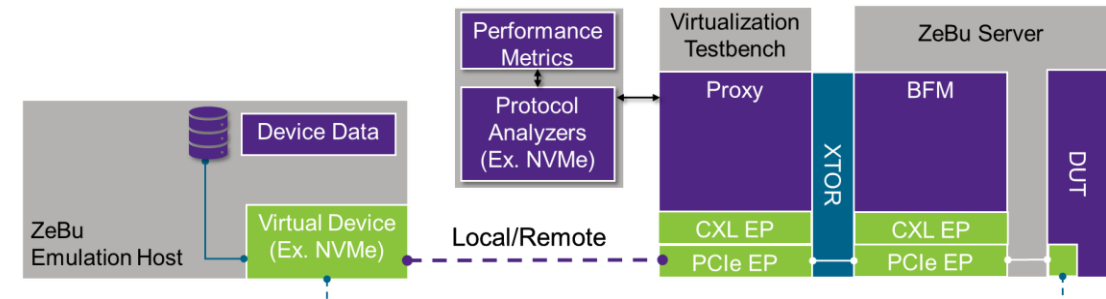 Performance
Metrics
Protocol
Analyzers
(Ex. NVMe)
Virtualization
Testbench
Proxy
CXL EP
PCIe EP
XTOR
ZeBu Server
BFM
CXL EP
PCIe EP
DUT
Device Data
Virtual Device
(Ex. NVMe)
ZeBu
Emulation Host
Local/Remote